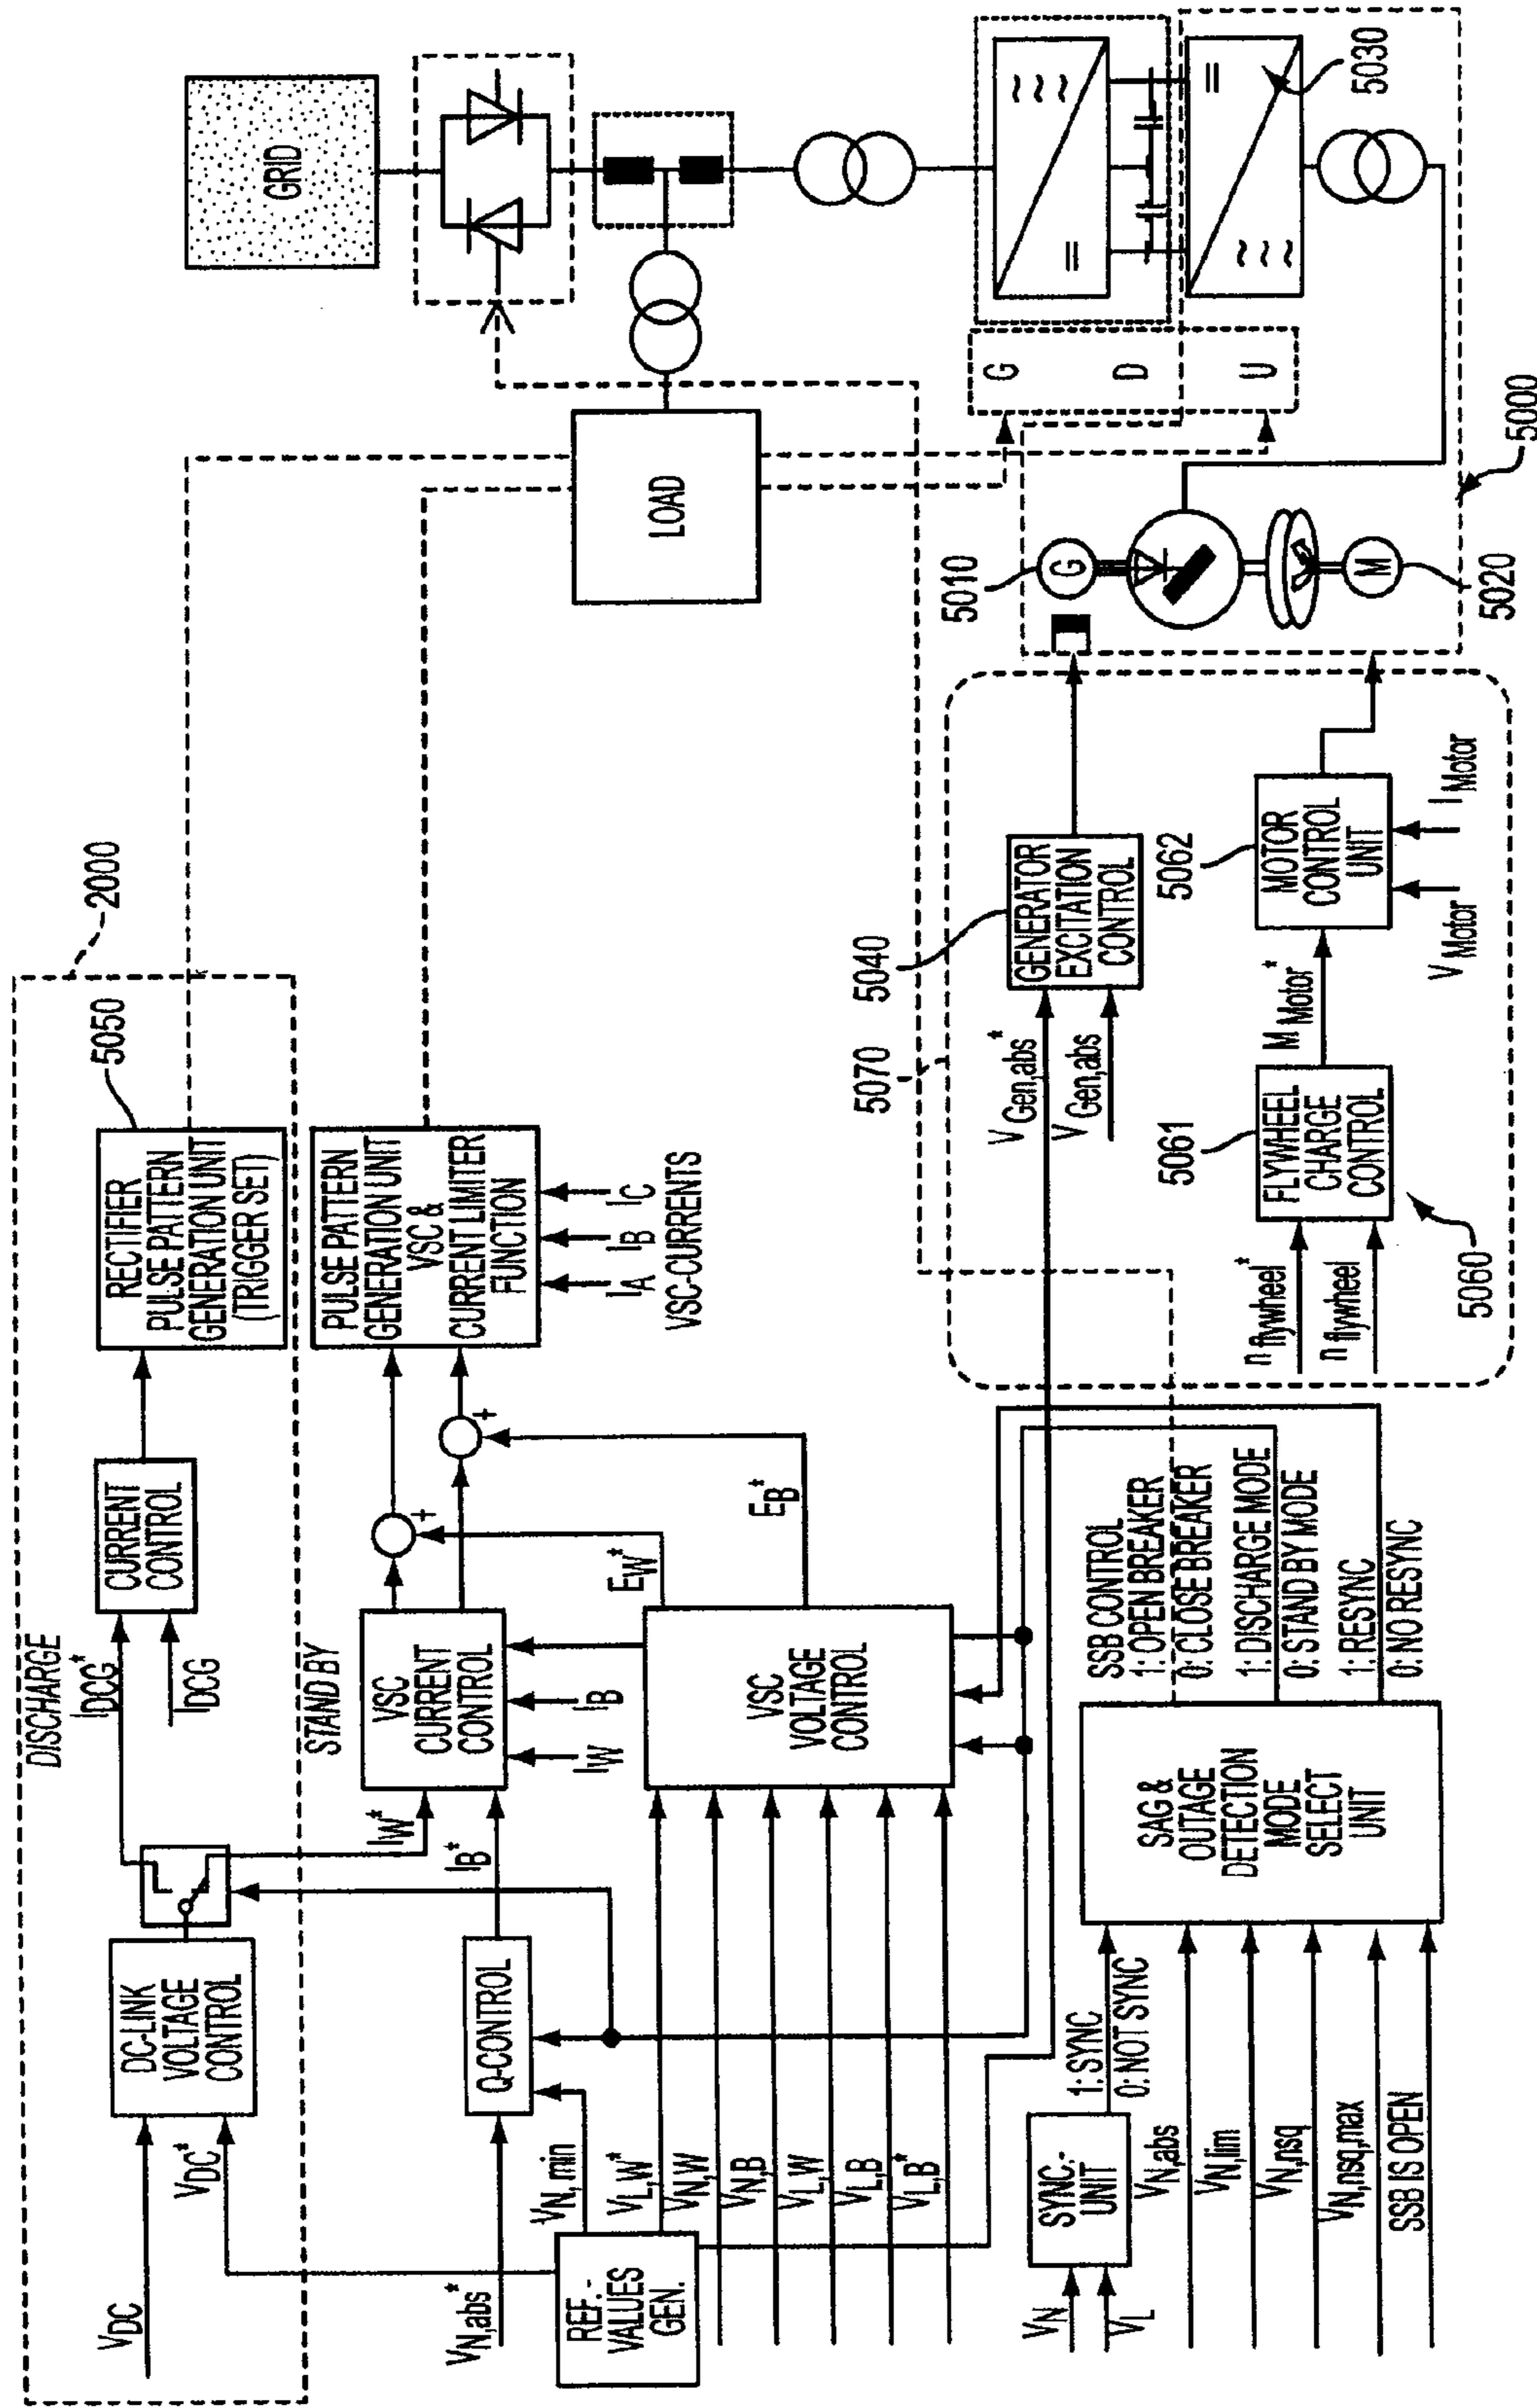 2000
DISCHARGE
V_DC
V_DC*
DC-LINK
VOLTAGE
CONTROL
I_DCG*
I_DCG
CURRENT
CONTROL
5050
RECTIFIER
PULSE PATTERN
GENERATION UNIT
(TRIGGER SET)
STAND BY
I_W*
I_B*
VSC
CURRENT
CONTROL
I_W
I_B
+
+
PULSE PATTERN
GENERATION UNIT
VSC &
CURRENT LIMITER
FUNCTION
I_A
I_B
I_C
VSC-CURRENTS
V_N,abs*
V_N,min
Q-CONTROL
REF.-
VALUES
GEN.
V_L,W*
V_N,W
V_N,B
V_L,W
V_L,B
V_L,B*
VSC
VOLTAGE
CONTROL
E_W*
E_B*
V_N
V_L
SYNC.-
UNIT
1: SYNC
0: NOT SYNC
V_N,abs
V_N,lim
V_N,nsq
V_N,nsq,max
SSB IS OPEN
SAG &
OUTAGE
DETECTION
MODE
SELECT
UNIT
SSB CONTROL
1: OPEN BREAKER
0: CLOSE BREAKER
1: DISCHARGE MODE
0: STAND BY MODE
1: RESYNC
0: NO RESYNC
5070
V_Gen,abs*
V_Gen,abs
5040
GENERATOR
EXCITATION
CONTROL
n_flywheel*
n_flywheel
5060
5061
FLYWHEEL
CHARGE
CONTROL
M_Motor*
5062
MOTOR
CONTROL
UNIT
V_Motor
I_Motor
GRID
LOAD
G
D
U
5010
G
M
5020
5000
5030